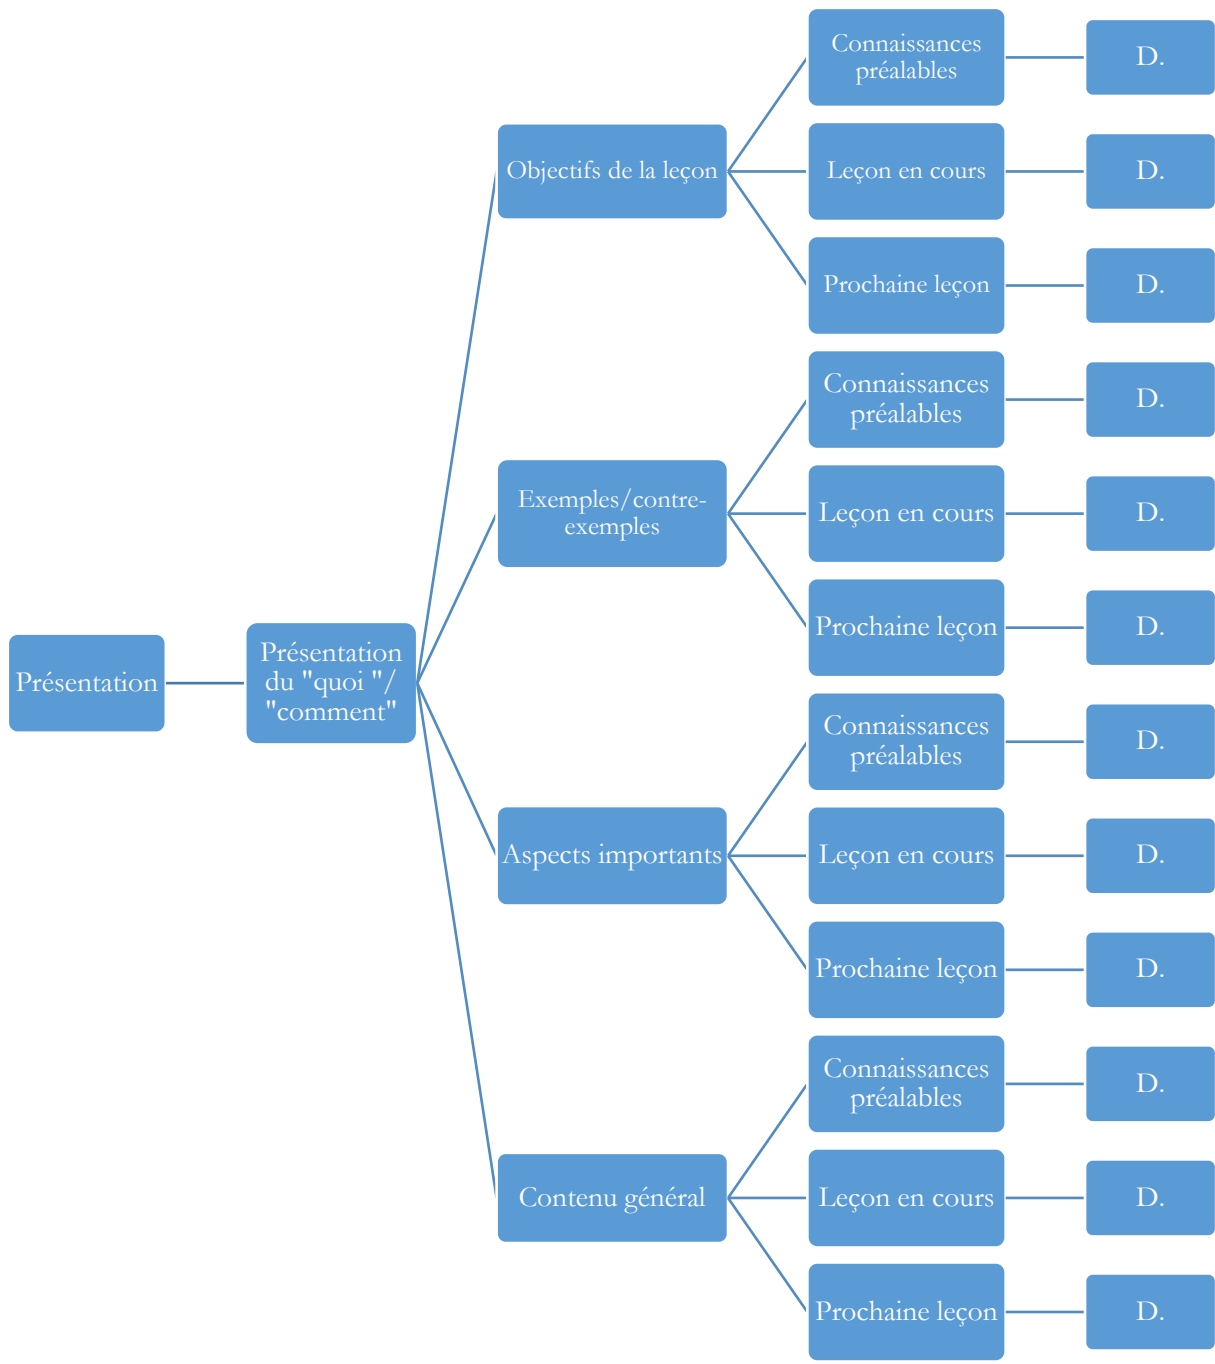 Présentation
Présentation
du "quoi "/
"comment"
Objectifs de la leçon
Connaissances
préalables
D.
Leçon en cours
D.
Prochaine leçon
D.
Exemples/contre-
exemples
Connaissances
préalables
D.
Leçon en cours
D.
Prochaine leçon
D.
Aspects importants
Connaissances
préalables
D.
Leçon en cours
D.
Prochaine leçon
D.
Contenu général
Connaissances
préalables
D.
Leçon en cours
D.
Prochaine leçon
D.